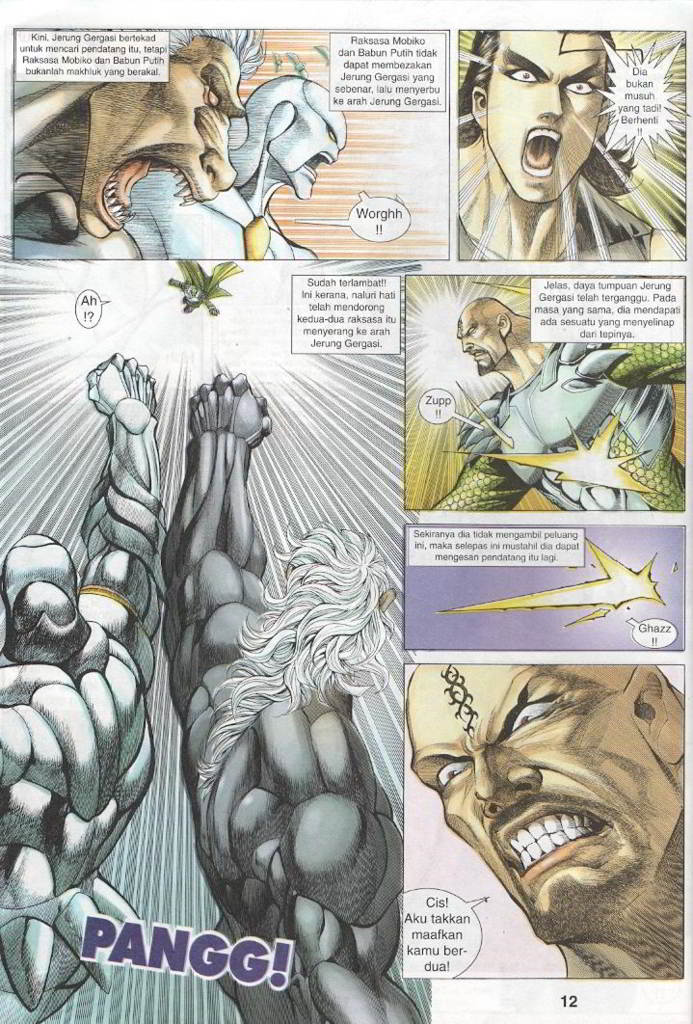 Kini, Jerung Gergasi bertekad
untuk mencari pendatang itu, tetapi
Raksasa Mobiko dan Babun Putih
bukanlah makhluk yang berakal.
Raksasa Mobiko
dan Babun Putih tidak
dapat membezakan
Jerung Gergasi yang
sebenar, lalu menyerbu
ke arah Jerung Gergasi.
Worghh
!!
Dia
bukan
musuh
yang tadi!
Berhenti
!!
Ah
!?
Sudah terlambat!!
Ini kerana, naluri hati
telah mendorong
kedua-dua raksasa itu
menyerang ke arah
Jerung Gergasi.
Jelas, daya tumpuan Jerung
Gergasi telah terganggu. Pada
masa yang sama, dia mendapati
ada sesuatu yang menyelinap
dari tepinya.
Zupp
!!
Sekiranya dia tidak mengambil peluang
ini, maka selepas ini mustahil dia dapat
mengesan pendatang itu lagi.
Ghazz
!!
Cis!
Aku takkan
maafkan
kamu ber-
dua!
PANGG!
12